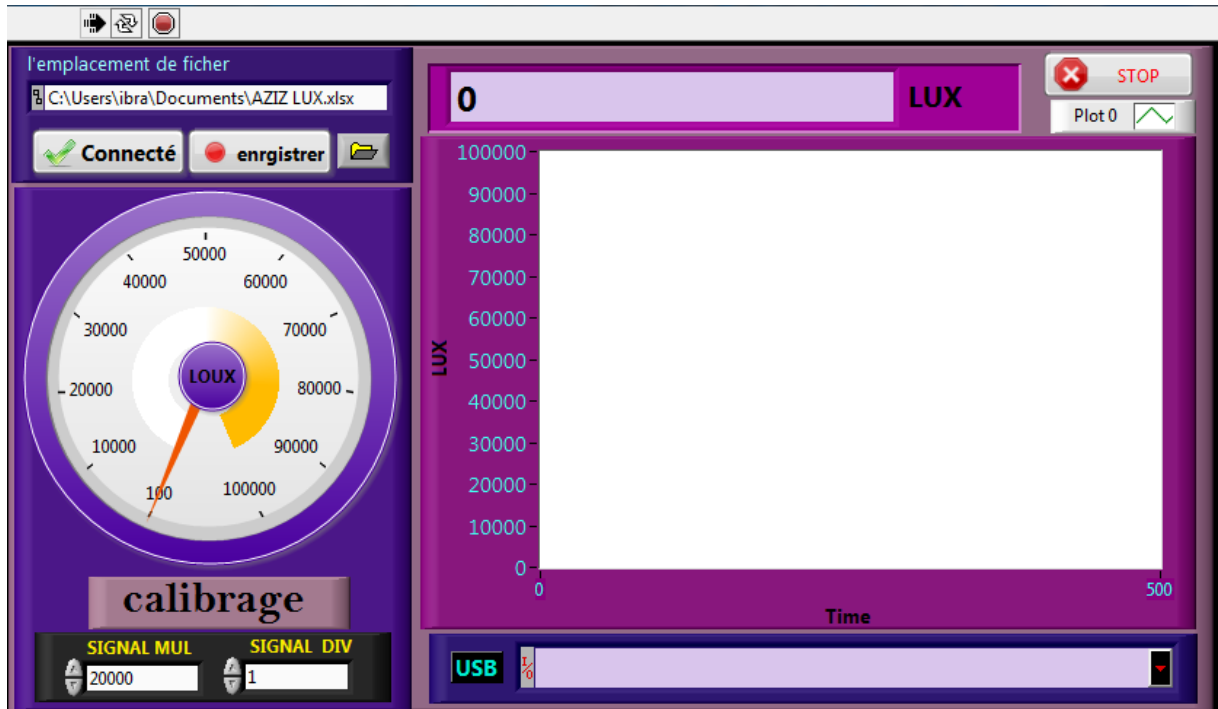 l'emplacement de ficher
C:\Users\ibra\Documents\AZIZ LUX.xlsx
Connecté
enrgistrer
50000
40000
60000
30000
70000
20000
80000
10000
90000
100
100000
LOUX
calibrage
SIGNAL MUL
SIGNAL DIV
20000
1
0
LUX
STOP
Plot 0
100000
90000
80000
70000
60000
50000
40000
30000
20000
10000
0
LUX
0
500
Time
USB
I/O